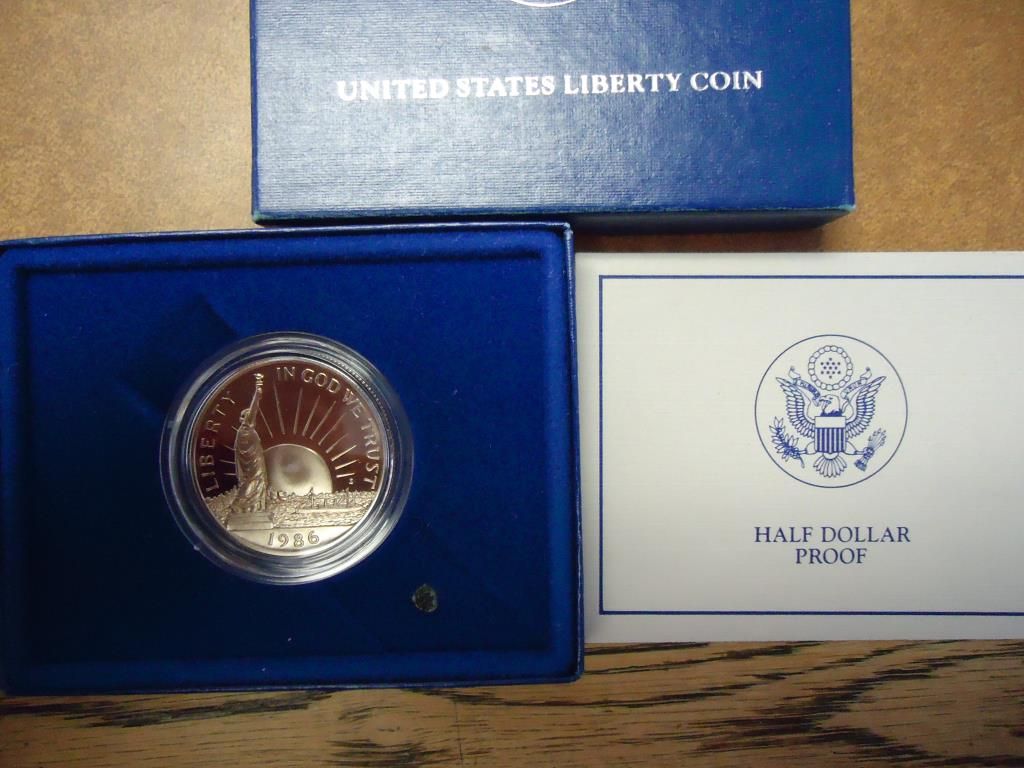 UNITED STATES LIBERTY COIN
LIBERTY
IN GOD WE TRUST
1986
HALF DOLLAR
PROOF